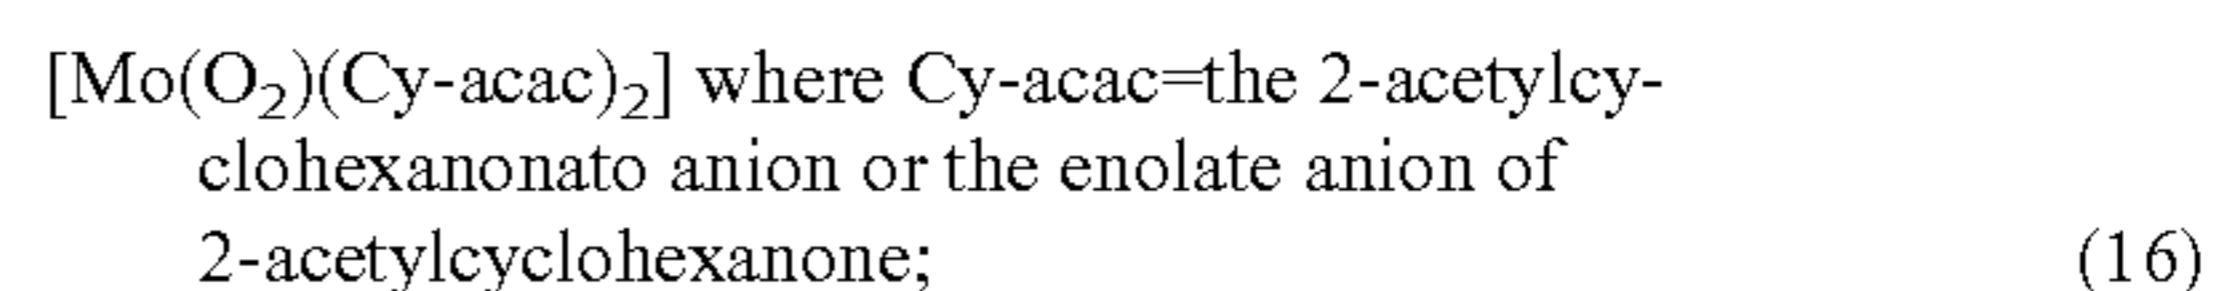 [Mo(O₂)(Cy-acac)₂] where Cy-acac=the 2-acetylcy-
clohexanonato anion or the enolate anion of
2-acetylcyclohexanone; (16)